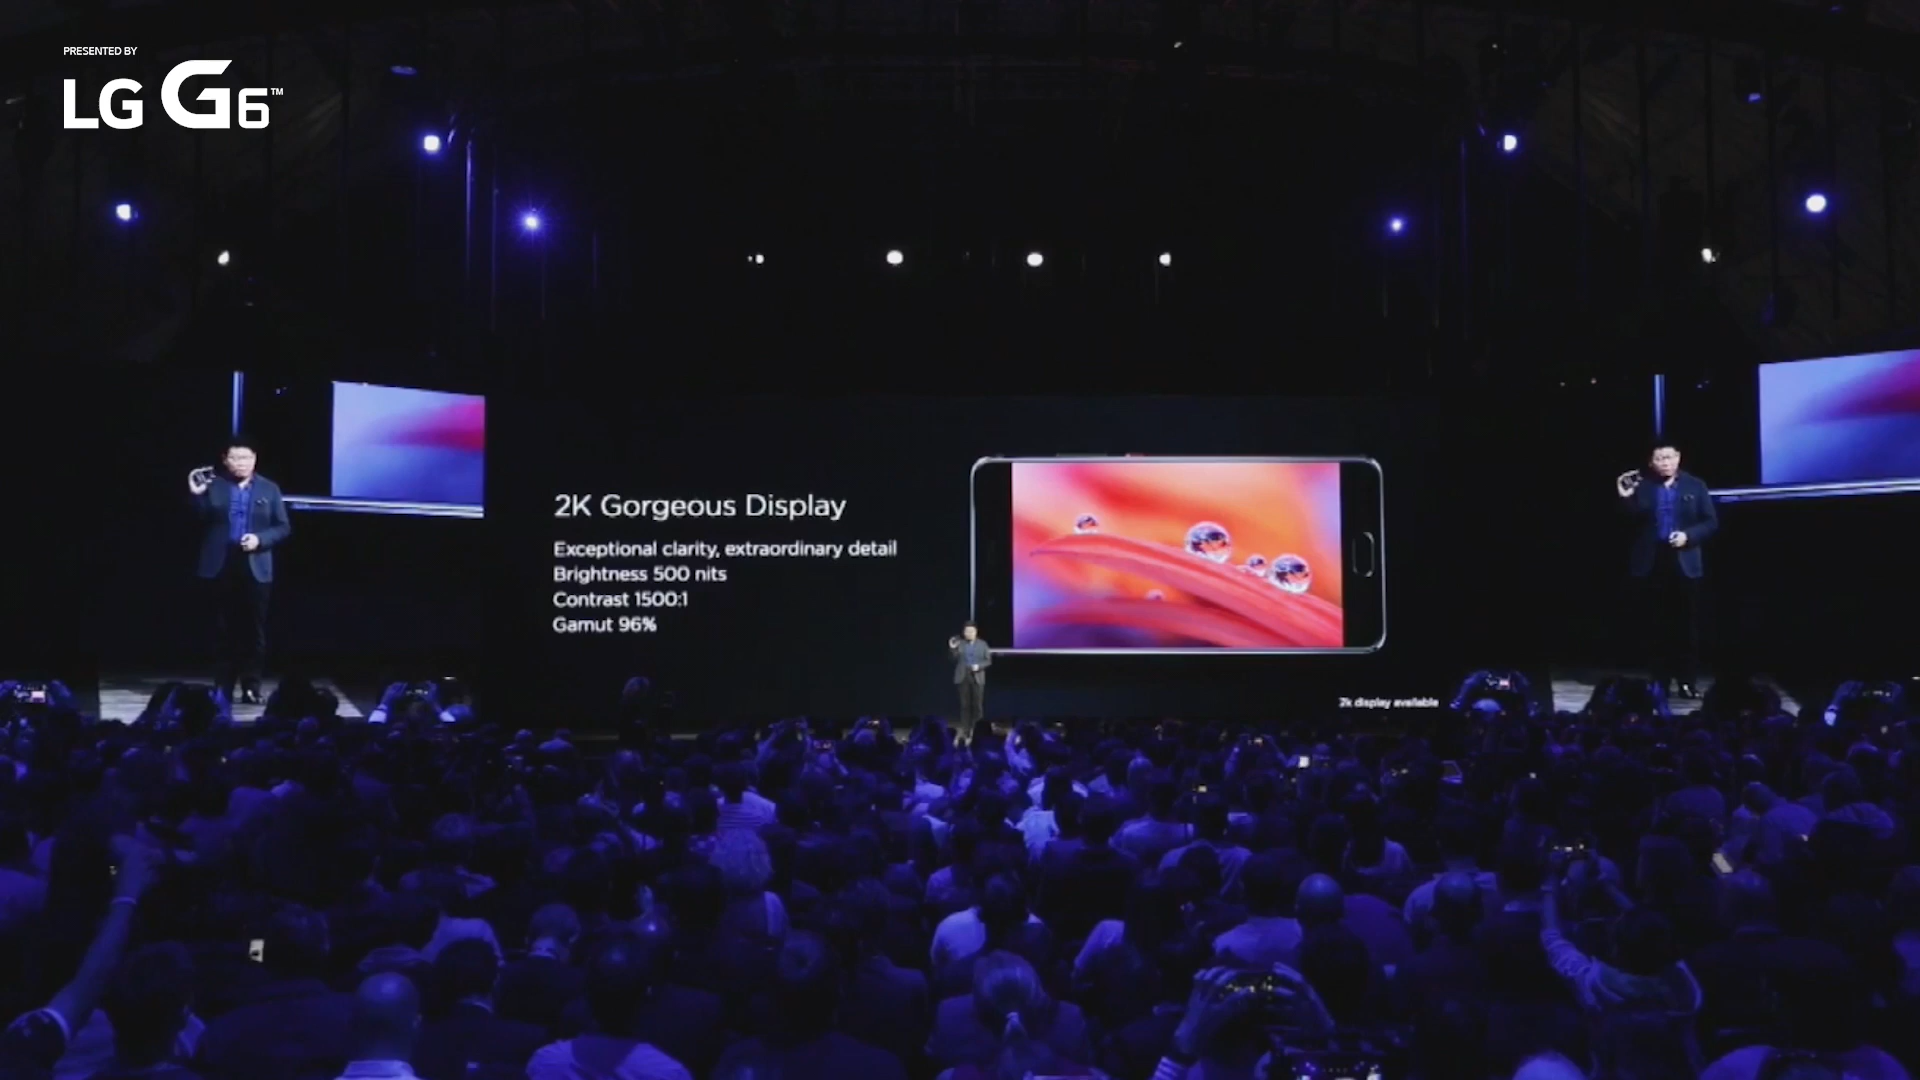 PRESENTED BY
LG G6™
2K Gorgeous Display
Exceptional clarity, extraordinary detail
Brightness 500 nits
Contrast 1500:1
Gamut 96%
2k display available